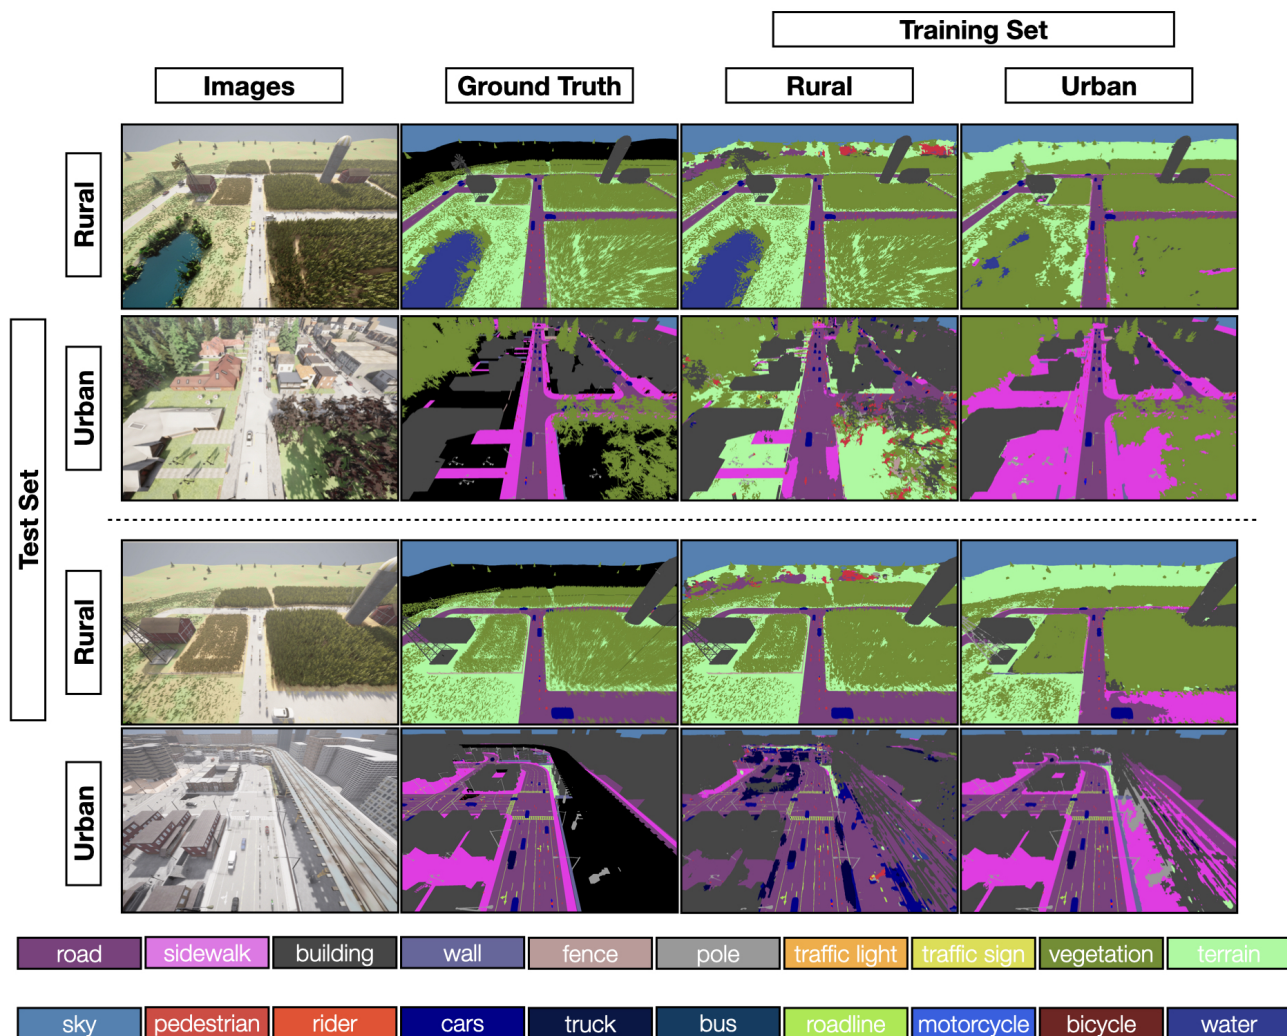 Training Set
Images
Ground Truth
Rural
Urban
Test Set
Rural
Urban
Rural
Urban
road
sidewalk
building
wall
fence
pole
traffic light
traffic sign
vegetation
terrain
sky
pedestrian
rider
cars
truck
bus
roadline
motorcycle
bicycle
water